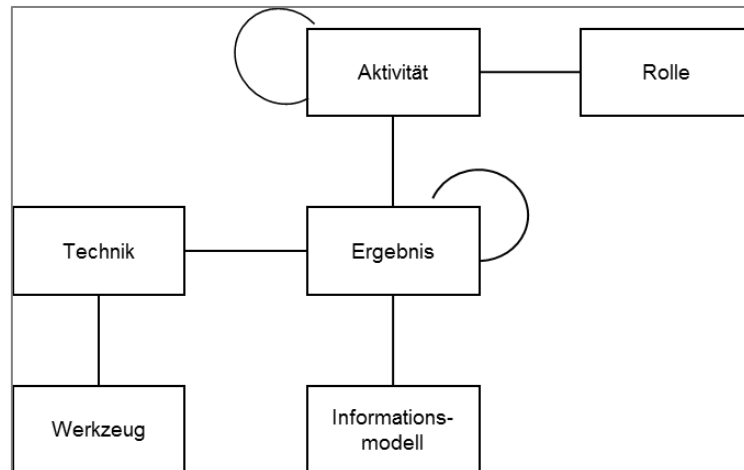 Aktivität
Rolle
Technik
Ergebnis
Werkzeug
Informations-
modell